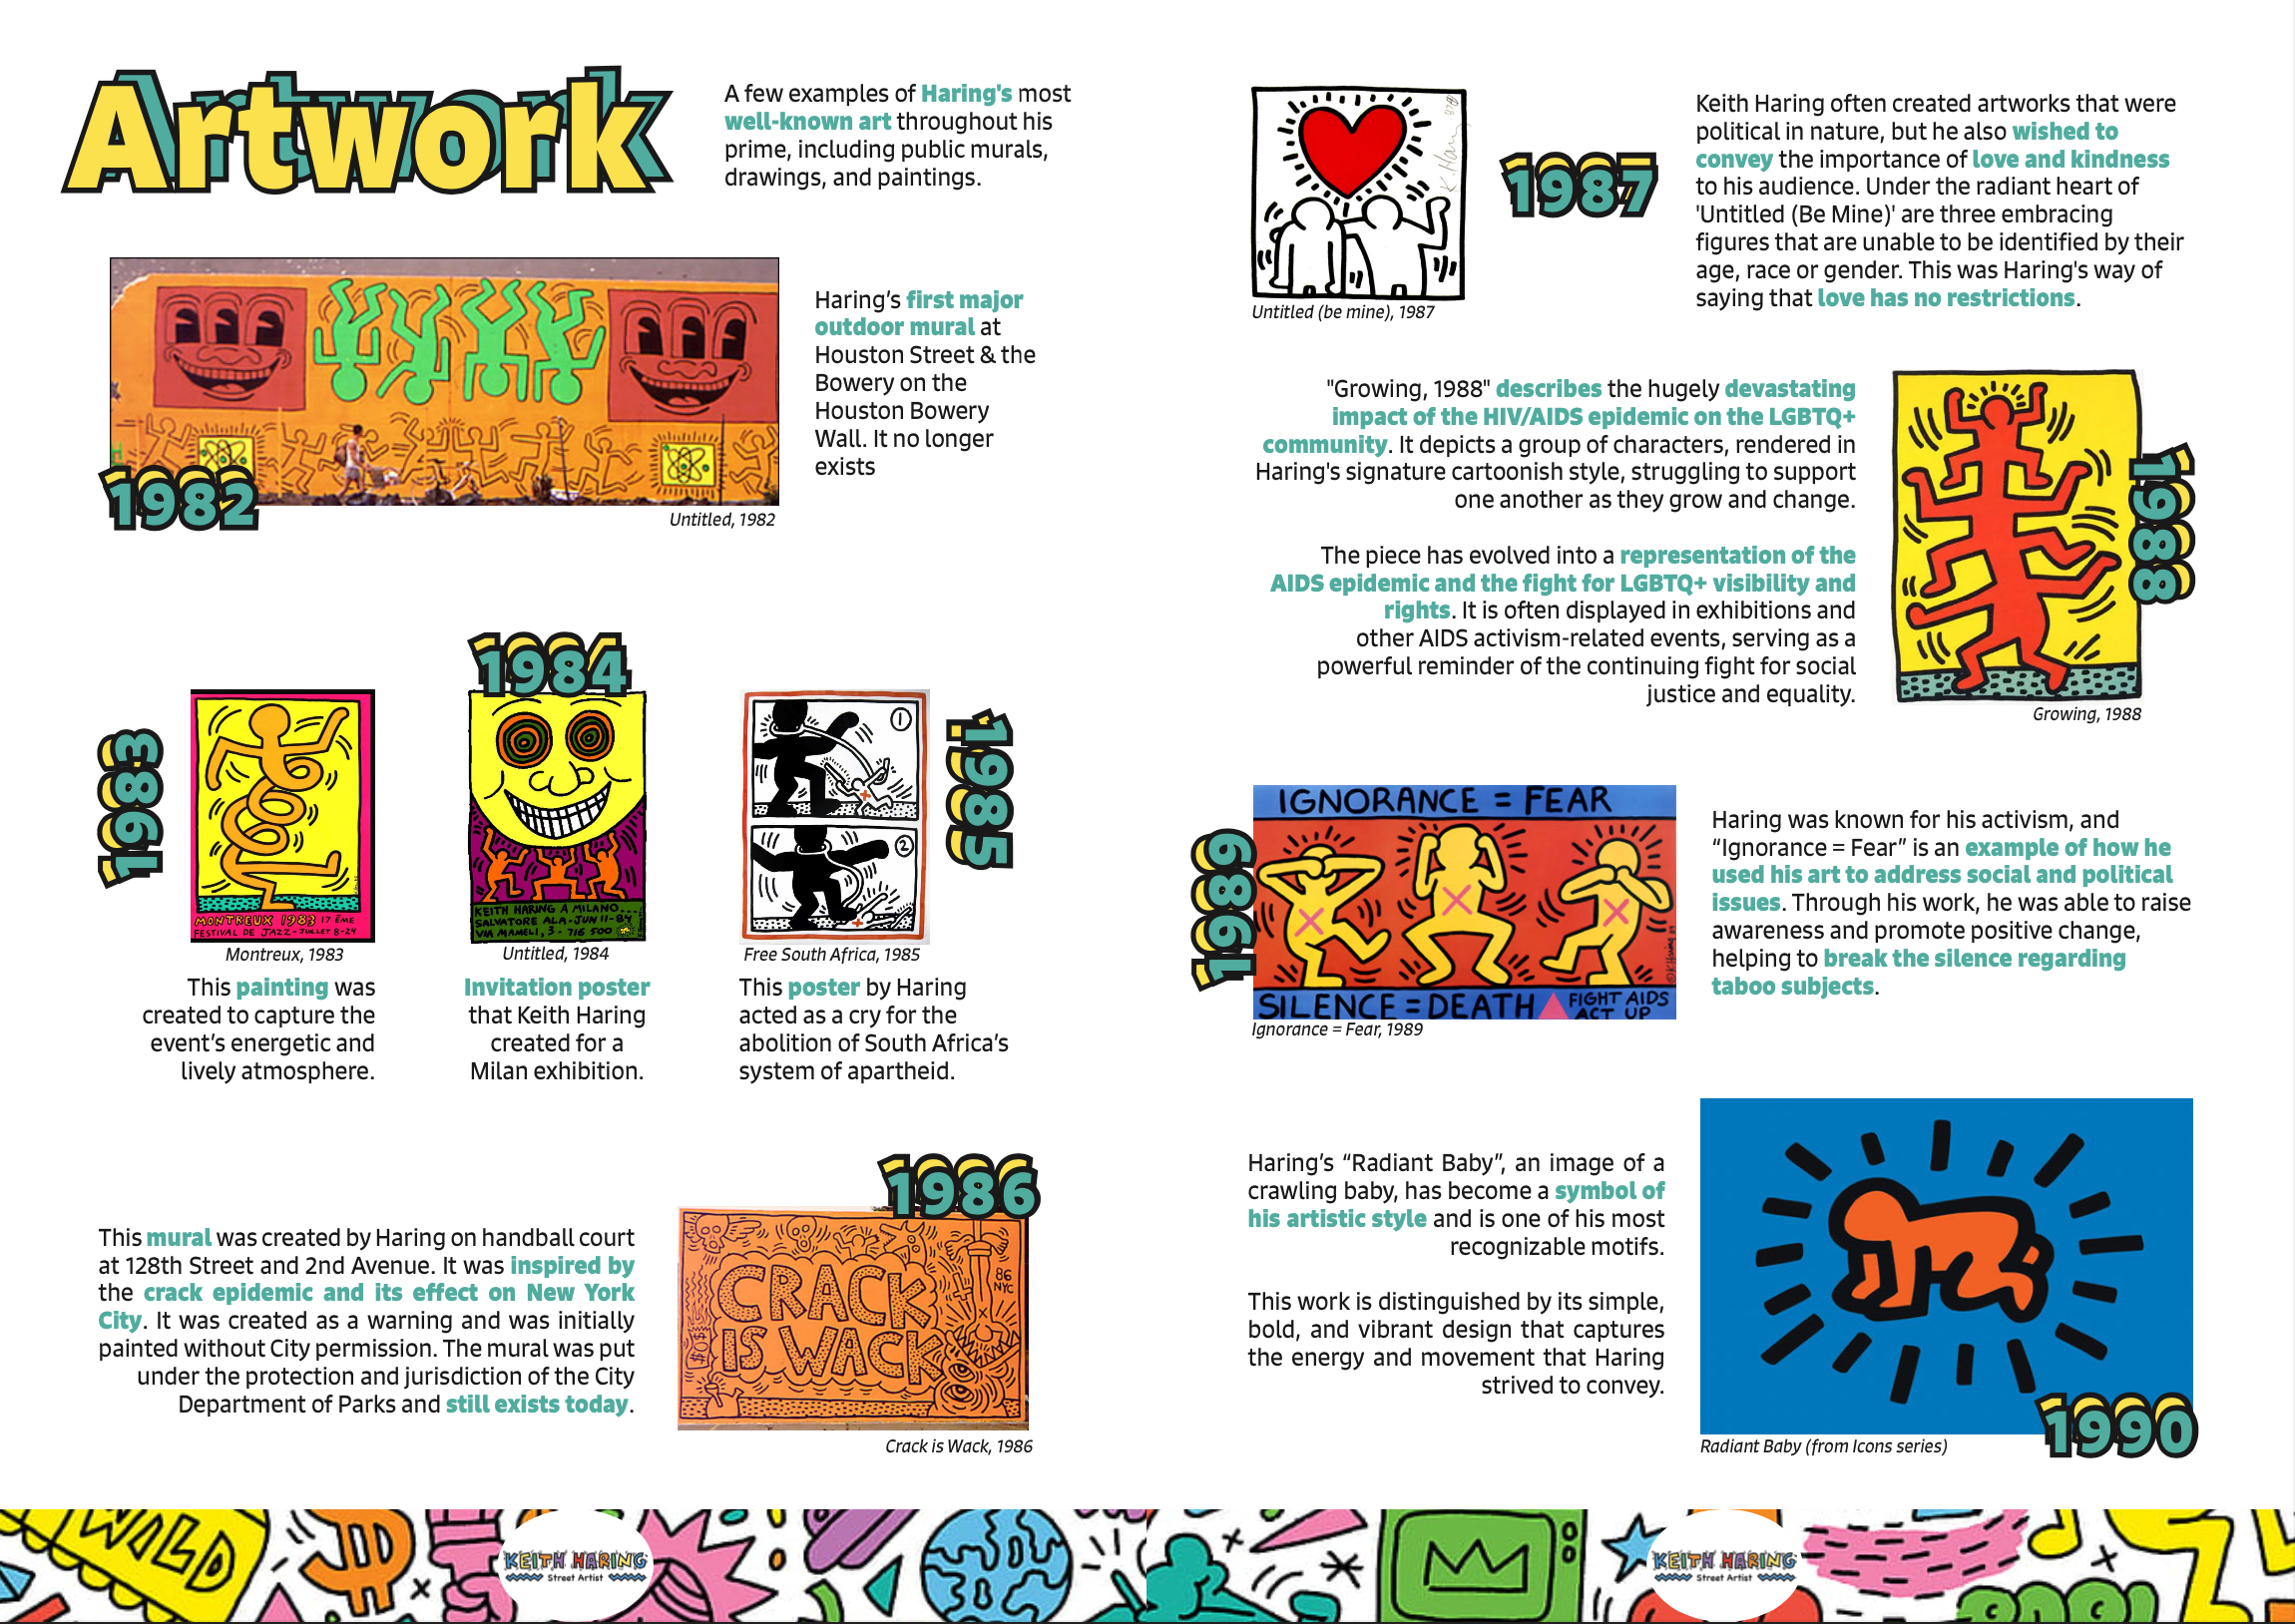 Artwork
A few examples of Haring's most
well-known art throughout his
prime, including public murals,
drawings, and paintings.
1982
Untitled, 1982
Haring’s first major
outdoor mural at
Houston Street & the
Bowery on the
Houston Bowery
Wall. It no longer
exists
1983
MONTREUX 1983 17 ÈME
FESTIVAL DE JAZZ-JUILLET 8-24
Montreux, 1983
This painting was
created to capture the
event’s energetic and
lively atmosphere.
1984
KEITH HARING A MILANO...
SALVATORE ALA-JUN 11-84
VIA MAMELI, 3 - 716 500
Untitled, 1984
Invitation poster
that Keith Haring
created for a
Milan exhibition.
1985
1
2
Free South Africa, 1985
This poster by Haring
acted as a cry for the
abolition of South Africa’s
system of apartheid.
1986
This mural was created by Haring on handball court
at 128th Street and 2nd Avenue. It was inspired by
the crack epidemic and its effect on New York
City. It was created as a warning and was initially
painted without City permission. The mural was put
under the protection and jurisdiction of the City
Department of Parks and still exists today.
CRACK
IS WACK
86
NYC
Crack is Wack, 1986
K. Haring 87
Untitled (be mine), 1987
1987
Keith Haring often created artworks that were
political in nature, but he also wished to
convey the importance of love and kindness
to his audience. Under the radiant heart of
'Untitled (Be Mine)' are three embracing
figures that are unable to be identified by their
age, race or gender. This was Haring's way of
saying that love has no restrictions.
"Growing, 1988" describes the hugely devastating
impact of the HIV/AIDS epidemic on the LGBTQ+
community. It depicts a group of characters, rendered in
Haring's signature cartoonish style, struggling to support
one another as they grow and change.
The piece has evolved into a representation of the
AIDS epidemic and the fight for LGBTQ+ visibility and
rights. It is often displayed in exhibitions and
other AIDS activism-related events, serving as a
powerful reminder of the continuing fight for social
justice and equality.
1988
Growing, 1988
1989
IGNORANCE = FEAR
SILENCE = DEATH
FIGHT AIDS
ACT UP
Ignorance = Fear, 1989
Haring was known for his activism, and
“Ignorance = Fear” is an example of how he
used his art to address social and political
issues. Through his work, he was able to raise
awareness and promote positive change,
helping to break the silence regarding
taboo subjects.
Haring’s “Radiant Baby”, an image of a
crawling baby, has become a symbol of
his artistic style and is one of his most
recognizable motifs.
This work is distinguished by its simple,
bold, and vibrant design that captures
the energy and movement that Haring
strived to convey.
1990
Radiant Baby (from Icons series)
WILD
KEITH HARING
Street Artist
KEITH HARING
Street Artist